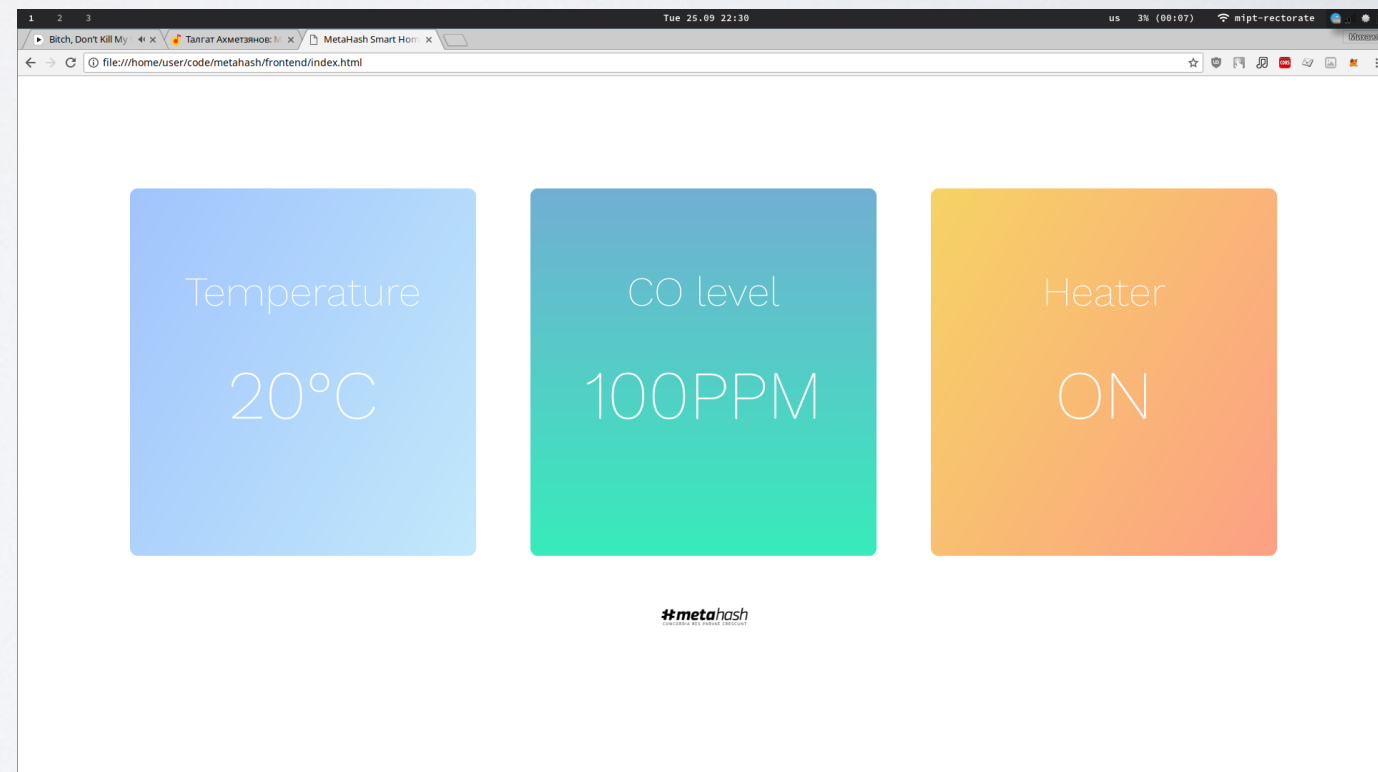 1 2 3 Tue 25.09 22:30 us 3% (00:07) mipt-rectorate
Bitch, Don't Kill My Талгат Ахметзянов: М MetaHash Smart Hom
file:///home/user/code/metahash/frontend/index.html
Temperature CO level Heater
20°C 100PPM ON
#metahash
CONCORDIA RES PARVAE CRESCUNT